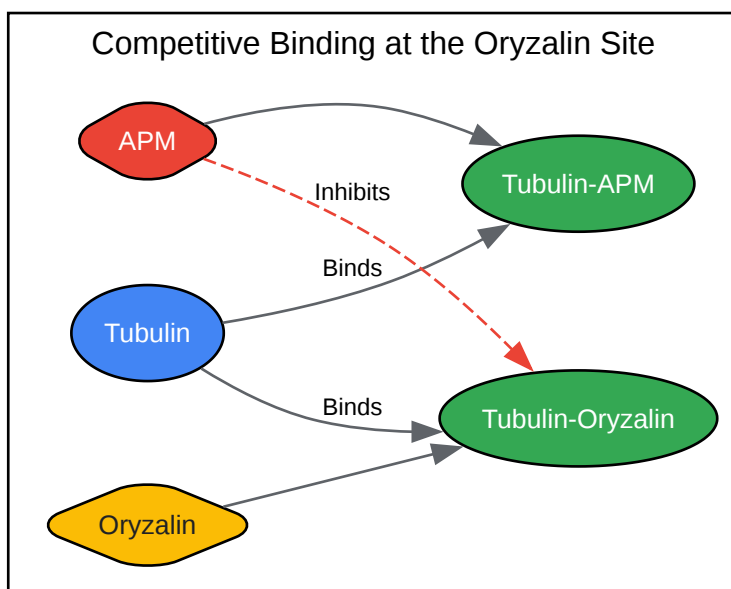 Competitive Binding at the Oryzalin Site
APM
Tubulin-APM
Inhibits
Binds
Tubulin
Binds
Tubulin-Oryzalin
Oryzalin